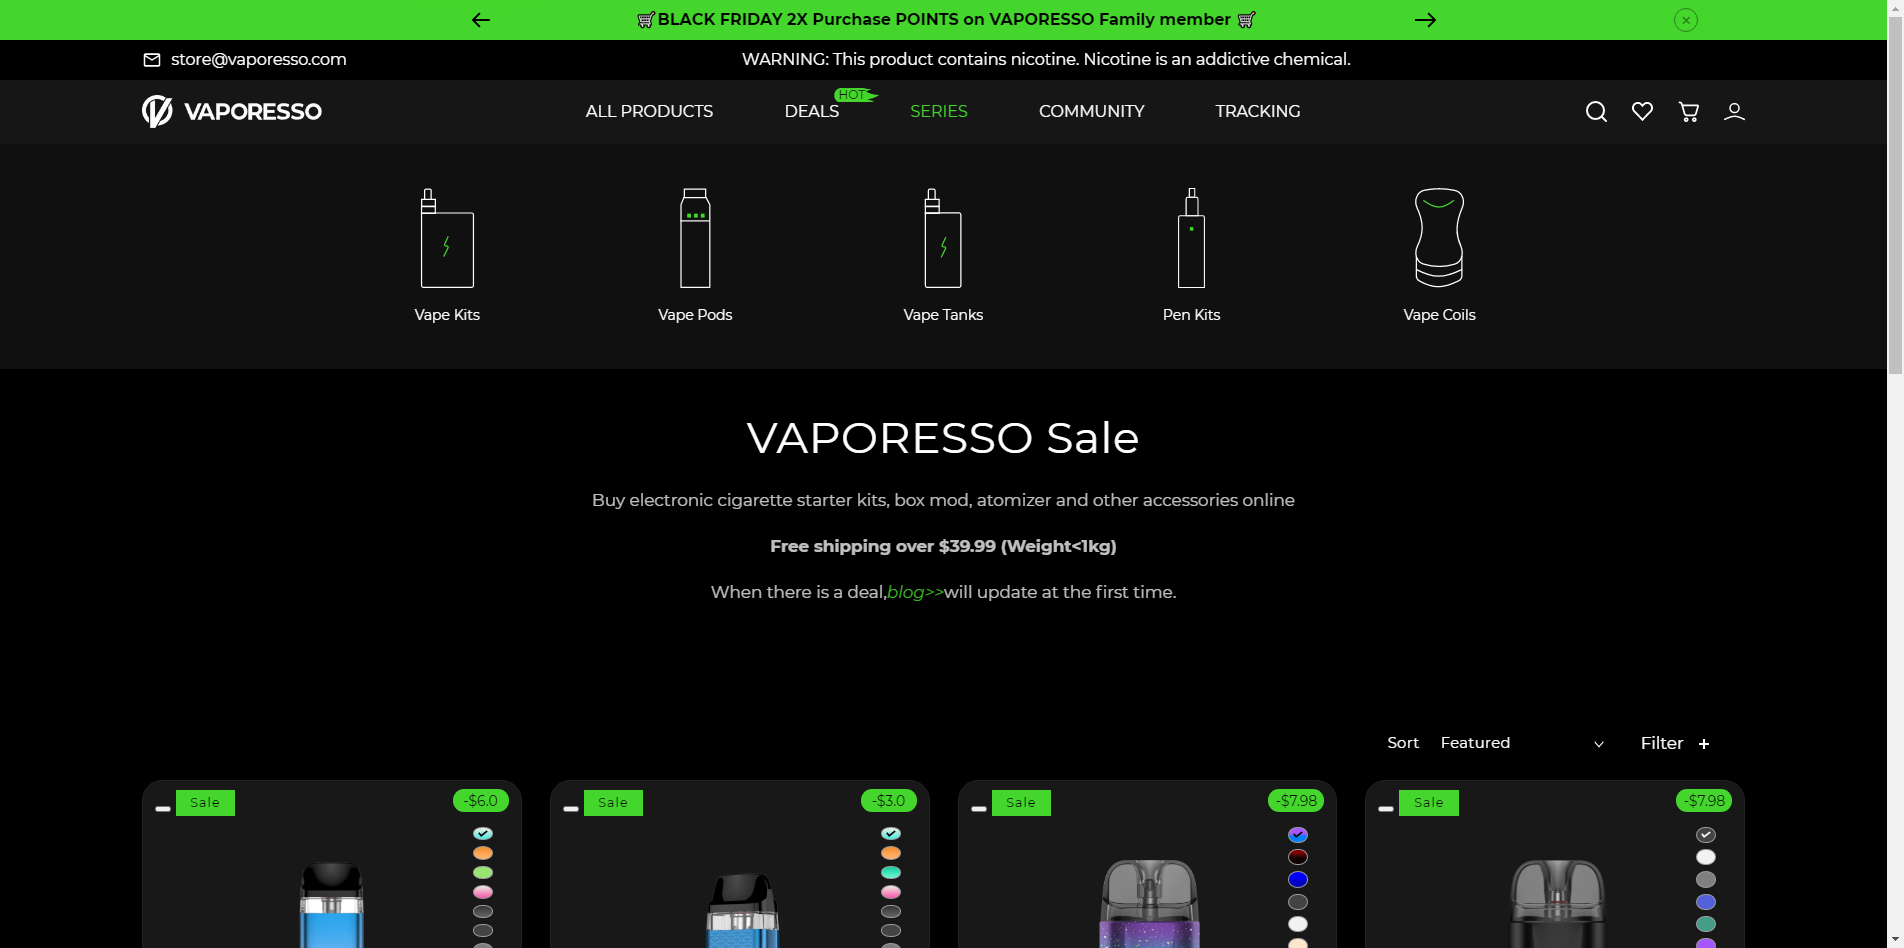 🛒BLACK FRIDAY 2X Purchase POINTS on VAPORESSO Family member 🛒
store@vaporesso.com
WARNING: This product contains nicotine. Nicotine is an addictive chemical.
VAPORESSO
ALL PRODUCTS
DEALS
HOT
SERIES
COMMUNITY
TRACKING
Vape Kits
Vape Pods
Vape Tanks
Pen Kits
Vape Coils
VAPORESSO Sale
Buy electronic cigarette starter kits, box mod, atomizer and other accessories online
Free shipping over $39.99 (Weight<1kg)
When there is a deal,blog>>will update at the first time.
Sort Featured
Filter +
Sale
-$6.0
Sale
-$3.0
Sale
-$7.98
Sale
-$7.98